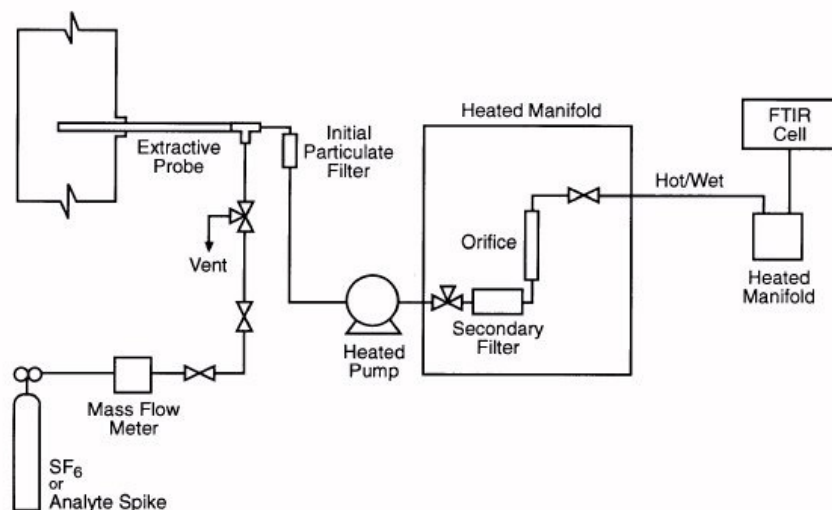 Extractive
Probe
Initial
Particulate
Filter
Vent
Mass Flow
Meter
SF6
or
Analyte Spike
Heated
Pump
Heated Manifold
Orifice
Secondary
Filter
Hot/Wet
FTIR
Cell
Heated
Manifold